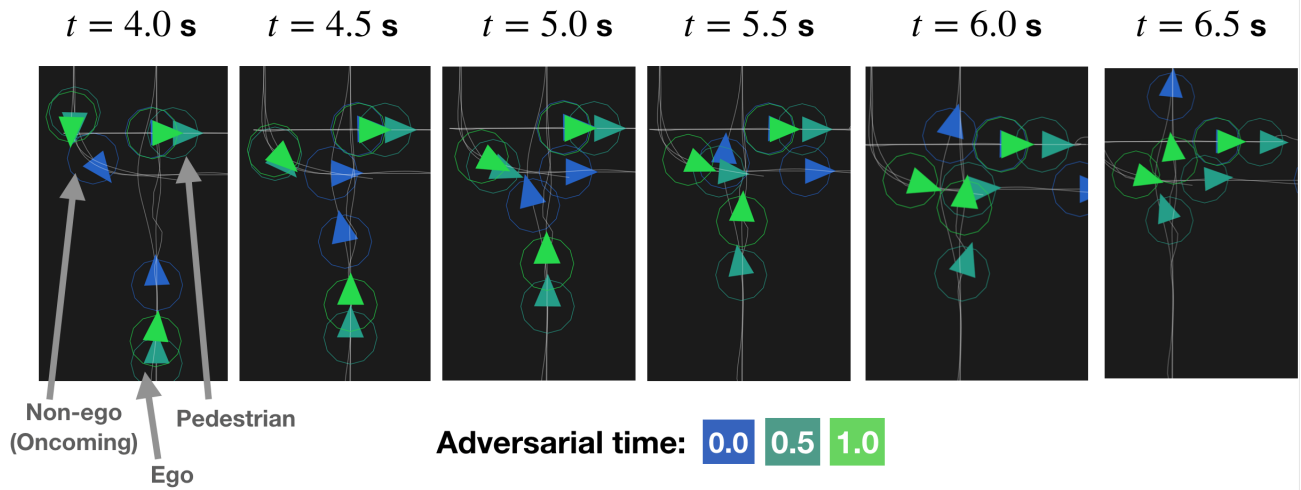 t = 4.0 s
t = 4.5 s
t = 5.0 s
t = 5.5 s
t = 6.0 s
t = 6.5 s
Non-ego
(Oncoming)
Pedestrian
Ego
Adversarial time: 0.0 0.5 1.0